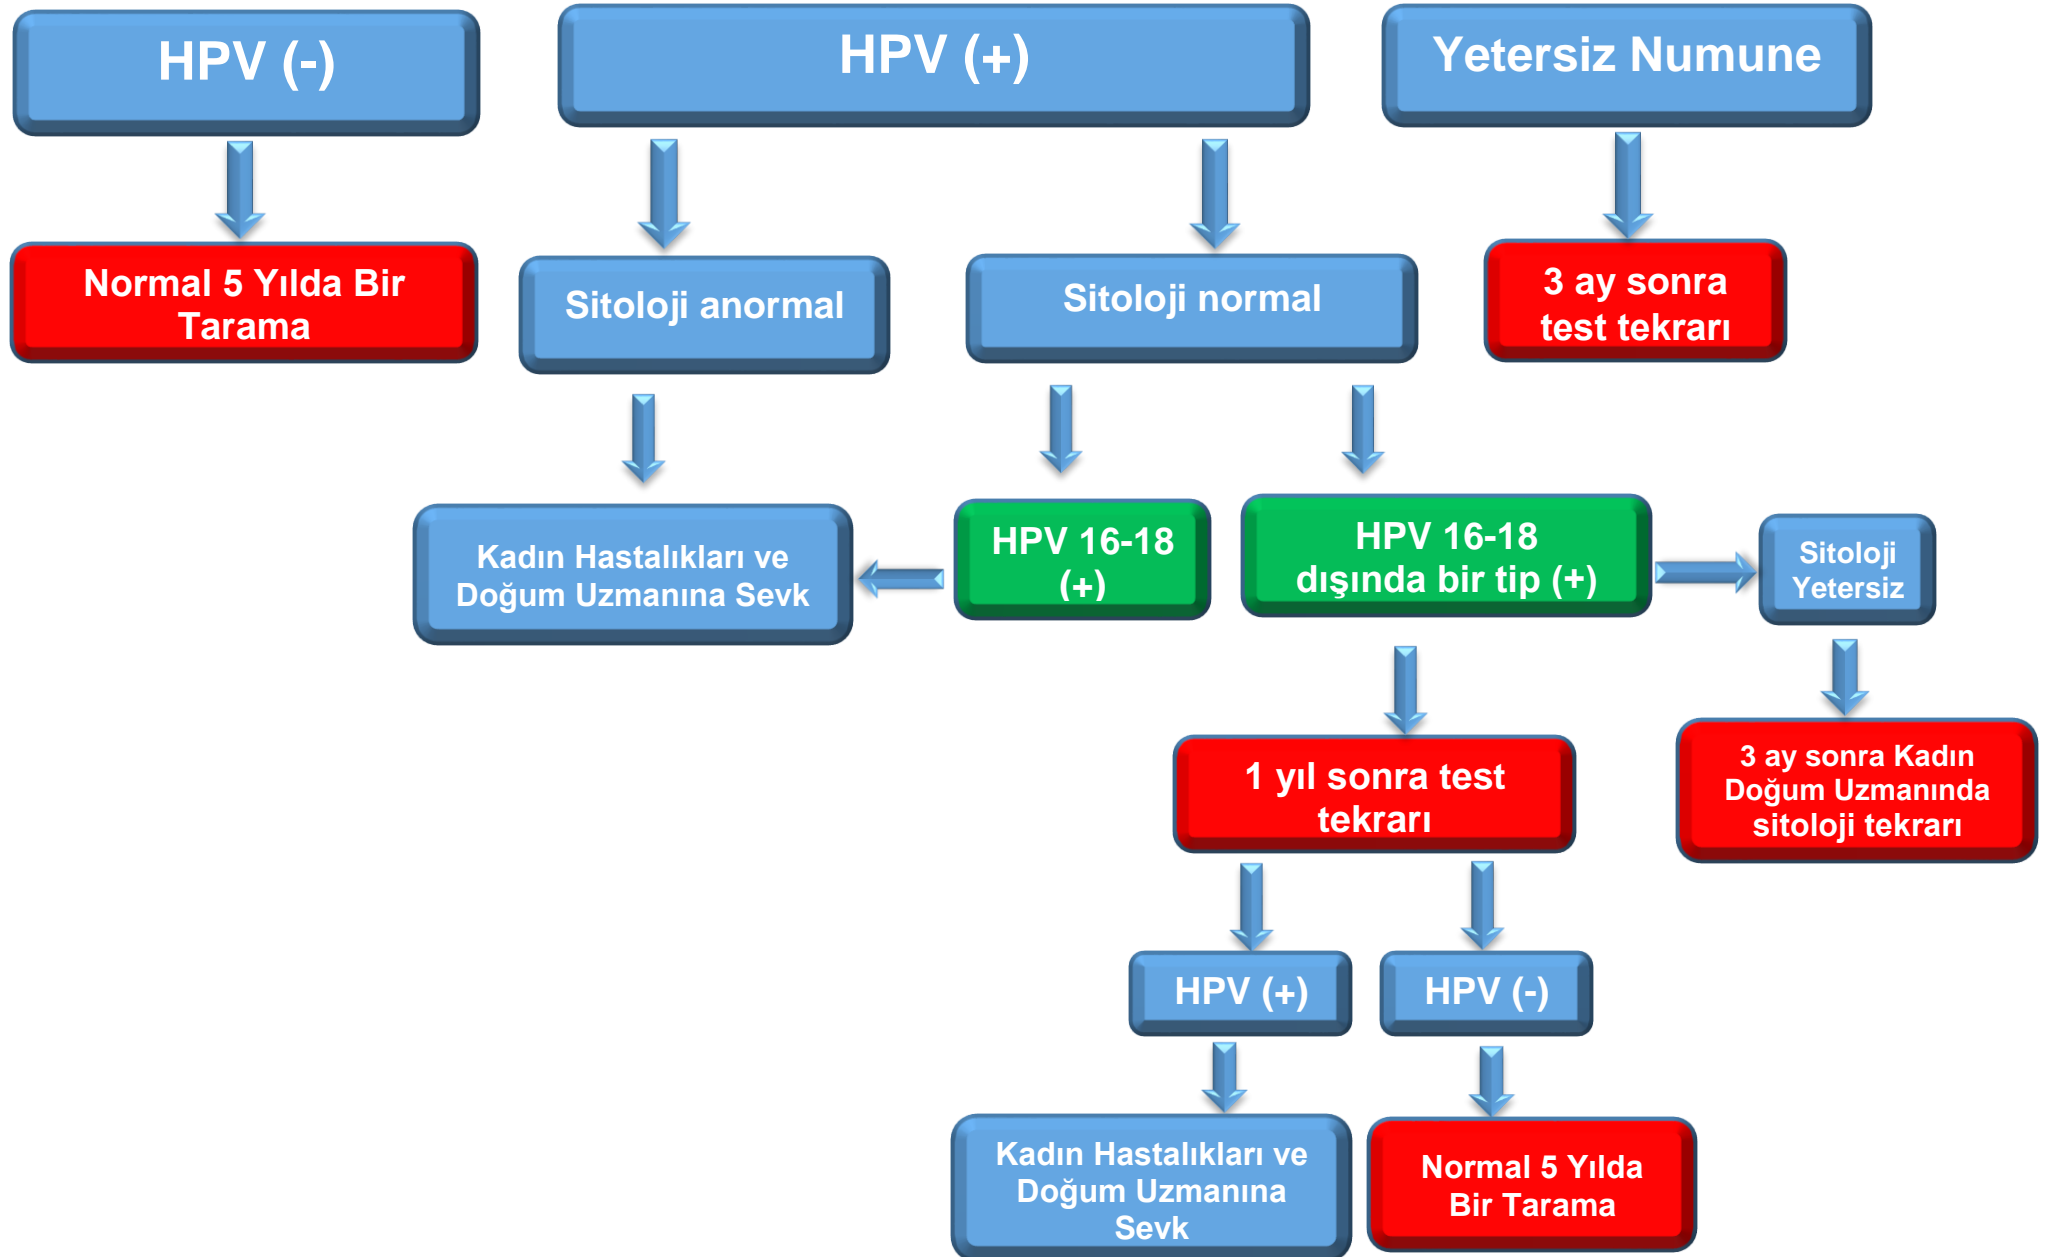 HPV (-)
HPV (+)
Yetersiz Numune
Normal 5 Yılda Bir
Tarama
Sitoloji anormal
Sitoloji normal
3 ay sonra
test tekrarı
Kadın Hastalıkları ve
Doğum Uzmanına Sevk
HPV 16-18
(+)
HPV 16-18
dışında bir tip (+)
Sitoloji
Yetersiz
1 yıl sonra test
tekrarı
3 ay sonra Kadın
Doğum Uzmanında
sitoloji tekrarı
HPV (+)
HPV (-)
Kadın Hastalıkları ve
Doğum Uzmanına
Sevk
Normal 5 Yılda
Bir Tarama